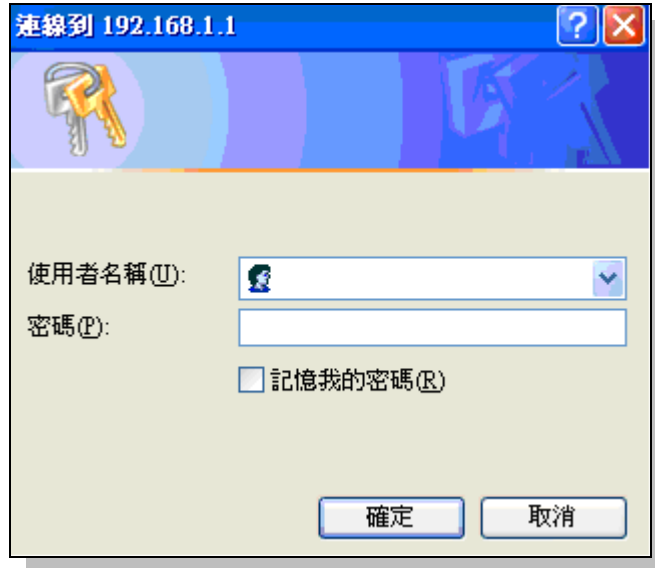 連線到 192.168.1.1
使用者名稱(U):
密碼(P):
記憶我的密碼(R)
確定
取消